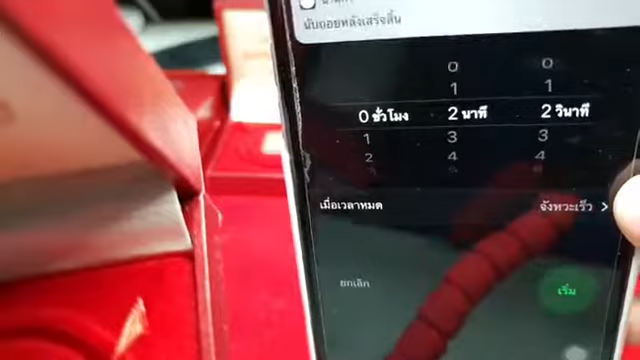 นับถอยหลังเสร็จสิ้น
0 0
1 1
0 ชั่วโมง 2 นาที 2 วินาที
1 3 3
2 4 4
เมื่อเวลาหมด จังหวะเร็ว >
ยกเลิก เริ่ม